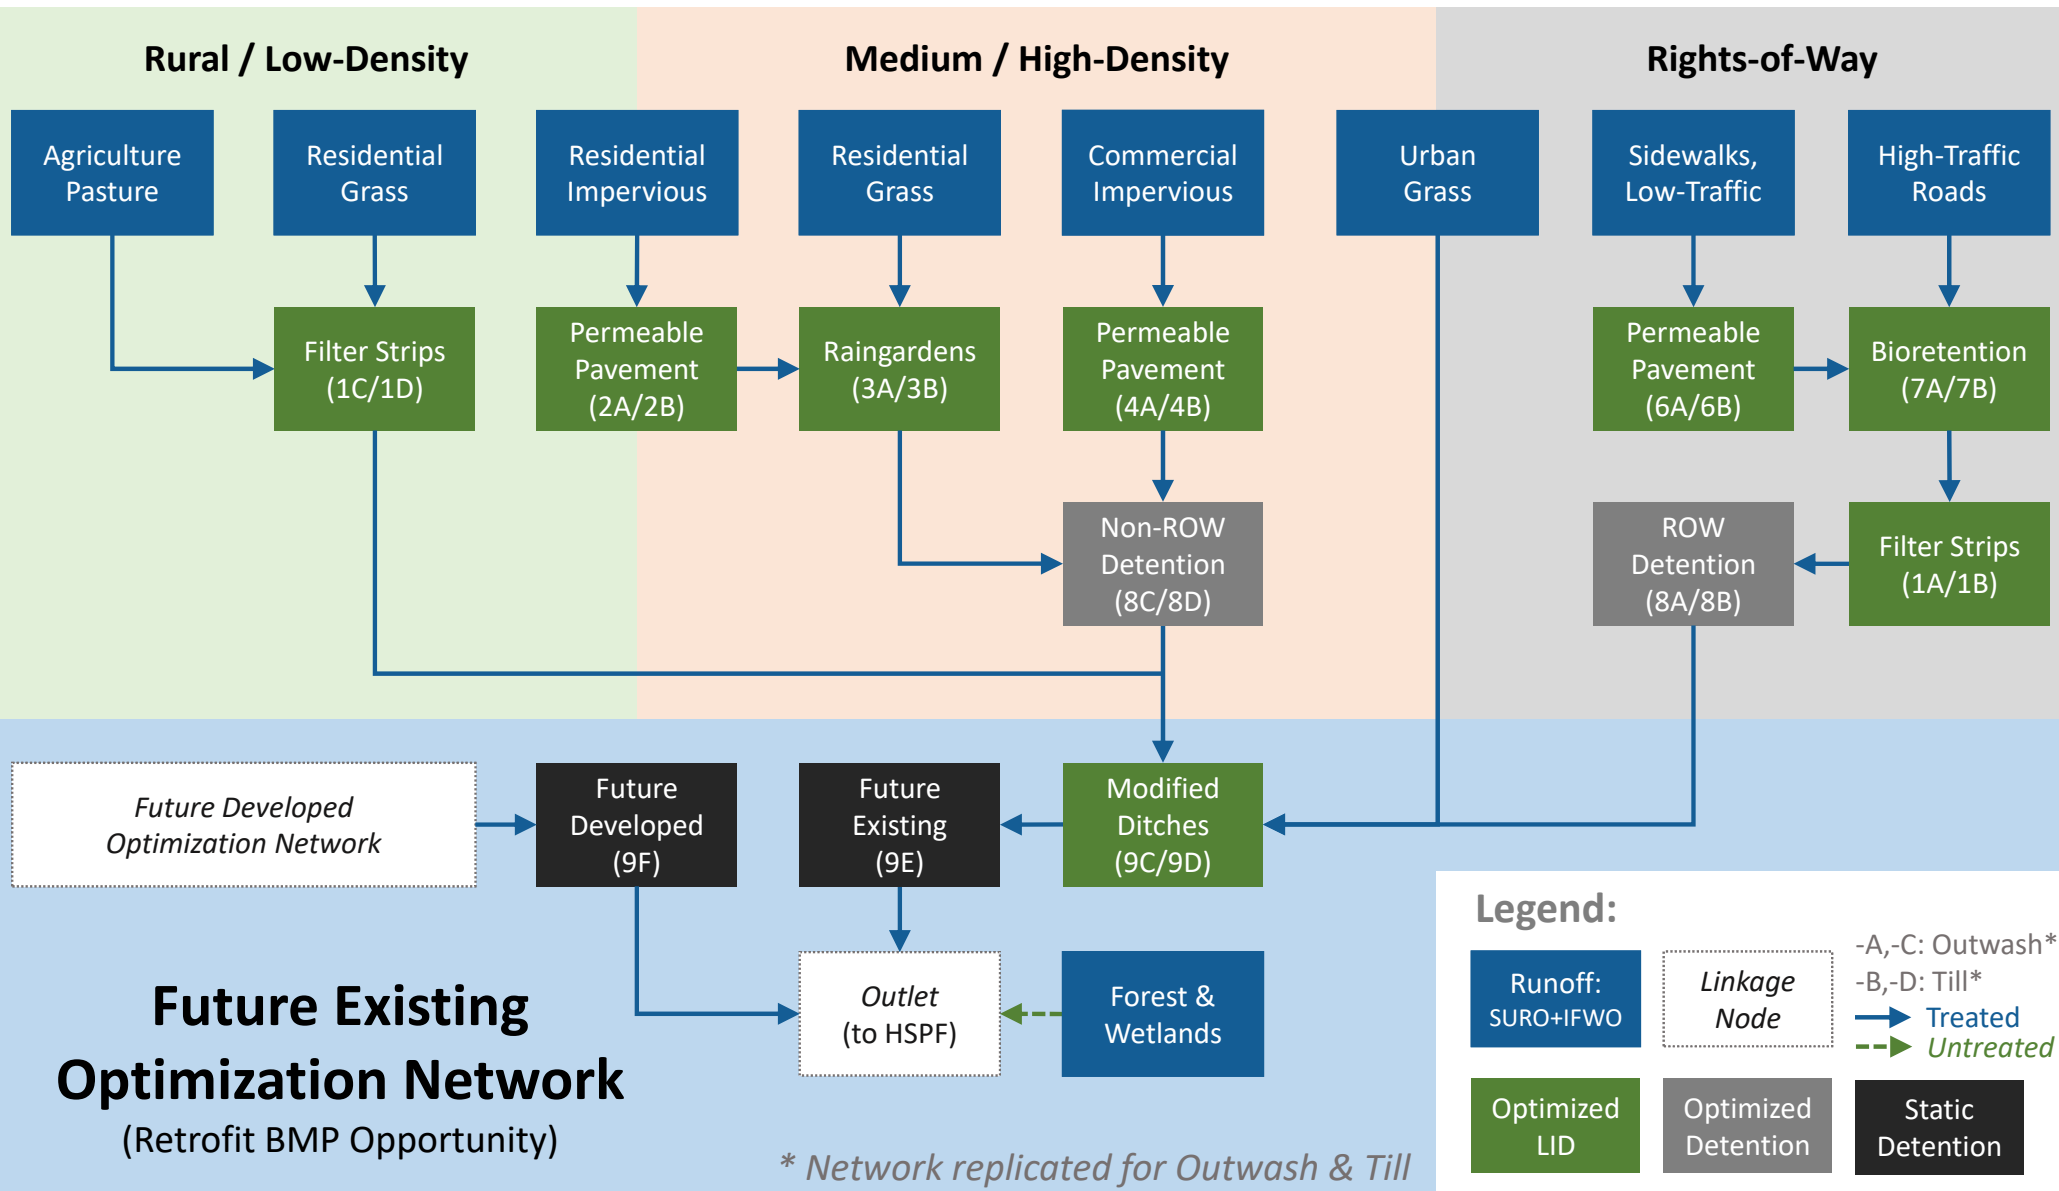 Rural / Low-Density
Medium / High-Density
Rights-of-Way
Agriculture
Pasture
Residential
Grass
Residential
Impervious
Residential
Grass
Commercial
Impervious
Urban
Grass
Sidewalks,
Low-Traffic
High-Traffic
Roads
Filter Strips
(1C/1D)
Permeable
Pavement
(2A/2B)
Raingardens
(3A/3B)
Permeable
Pavement
(4A/4B)
Permeable
Pavement
(6A/6B)
Bioretention
(7A/7B)
Non-ROW
Detention
(8C/8D)
ROW
Detention
(8A/8B)
Filter Strips
(1A/1B)
Future Developed
Optimization Network
Future
Developed
(9F)
Future
Existing
(9E)
Modified
Ditches
(9C/9D)
Outlet
(to HSPF)
Forest &
Wetlands
Future Existing
Optimization Network
(Retrofit BMP Opportunity)
* Network replicated for Outwash & Till
Legend:
Runoff:
SURO+IFWO
Linkage
Node
-A,-C: Outwash*
-B,-D: Till*
Treated
Untreated
Optimized
LID
Optimized
Detention
Static
Detention